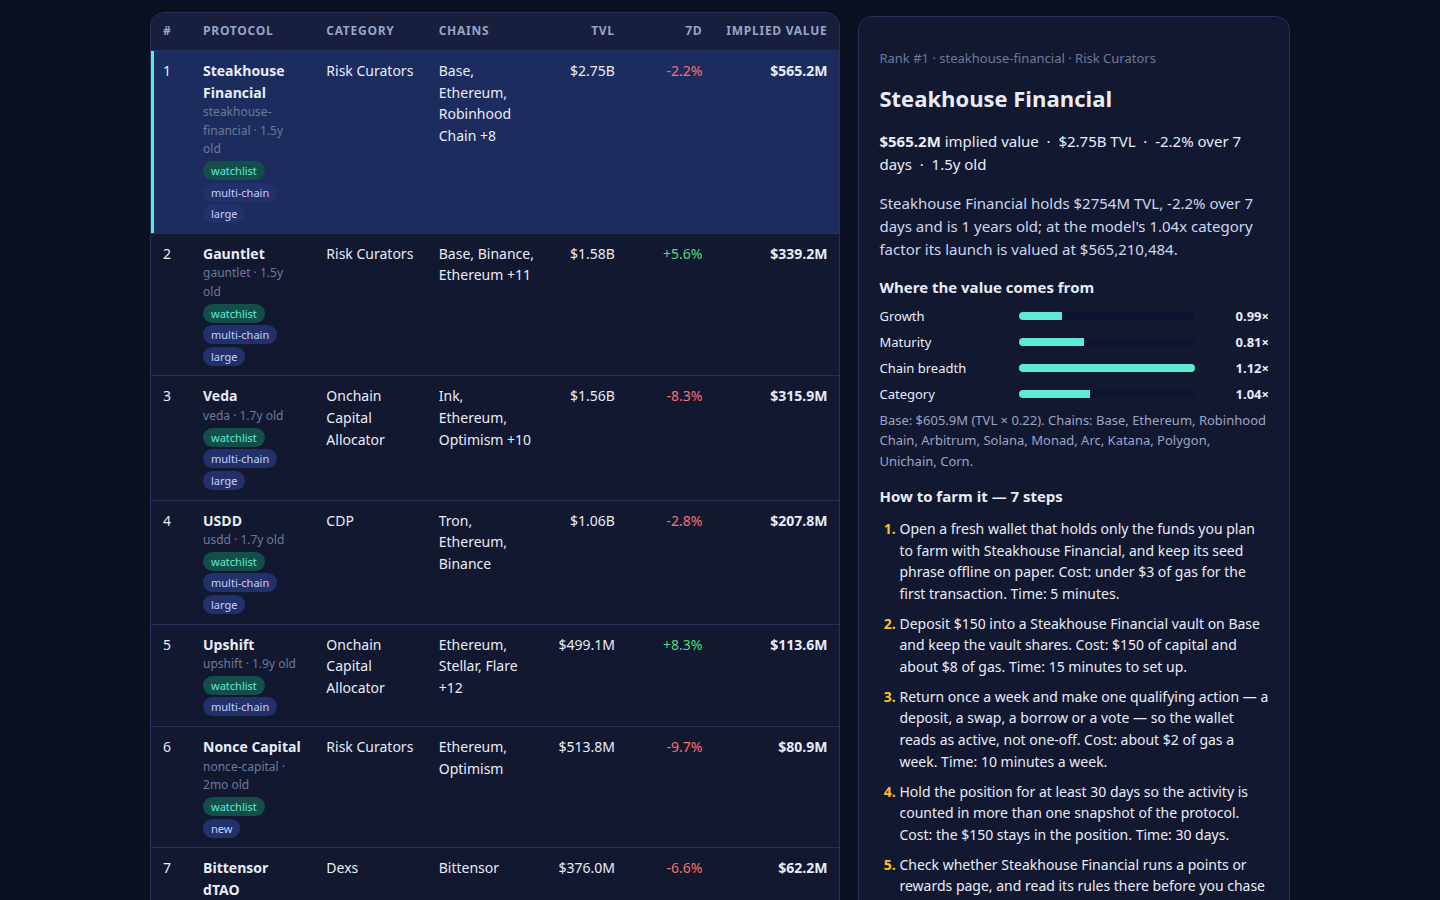 # PROTOCOL CATEGORY CHAINS TVL 7D IMPLIED VALUE
1 Steakhouse Financial Risk Curators Base, Ethereum, Robinhood Chain +8 $2.75B -2.2% $565.2M
steakhouse-financial · 1.5y old
watchlist
multi-chain
large
2 Gauntlet Risk Curators Base, Binance, Ethereum +11 $1.58B +5.6% $339.2M
gauntlet · 1.5y old
watchlist
multi-chain
large
3 Veda Onchain Capital Allocator Ink, Ethereum, Optimism +10 $1.56B -8.3% $315.9M
veda · 1.7y old
watchlist
multi-chain
large
4 USDD CDP Tron, Ethereum, Binance $1.06B -2.8% $207.8M
usdd · 1.7y old
watchlist
multi-chain
large
5 Upshift Onchain Capital Allocator Ethereum, Stellar, Flare +12 $499.1M +8.3% $113.6M
upshift · 1.9y old
watchlist
multi-chain
6 Nonce Capital Risk Curators Ethereum, Optimism $513.8M -9.7% $80.9M
nonce-capital · 2mo old
watchlist
new
7 Bittensor dTAO Dexs Bittensor $376.0M -6.6% $62.2M
Rank #1 · steakhouse-financial · Risk Curators
Steakhouse Financial
$565.2M implied value · $2.75B TVL · -2.2% over 7
days · 1.5y old
Steakhouse Financial holds $2754M TVL, -2.2% over 7
days and is 1 years old; at the model's 1.04x category
factor its launch is valued at $565,210,484.
Where the value comes from
Growth 0.99×
Maturity 0.81×
Chain breadth 1.12×
Category 1.04×
Base: $605.9M (TVL × 0.22). Chains: Base, Ethereum, Robinhood
Chain, Arbitrum, Solana, Monad, Arc, Katana, Polygon,
Unichain, Corn.
How to farm it — 7 steps
1. Open a fresh wallet that holds only the funds you plan
to farm with Steakhouse Financial, and keep its seed
phrase offline on paper. Cost: under $3 of gas for the
first transaction. Time: 5 minutes.
2. Deposit $150 into a Steakhouse Financial vault on Base
and keep the vault shares. Cost: $150 of capital and
about $8 of gas. Time: 15 minutes to set up.
3. Return once a week and make one qualifying action — a
deposit, a swap, a borrow or a vote — so the wallet
reads as active, not one-off. Cost: about $2 of gas a
week. Time: 10 minutes a week.
4. Hold the position for at least 30 days so the activity is
counted in more than one snapshot of the protocol.
Cost: the $150 stays in the position. Time: 30 days.
5. Check whether Steakhouse Financial runs a points or
rewards page, and read its rules there before you chase